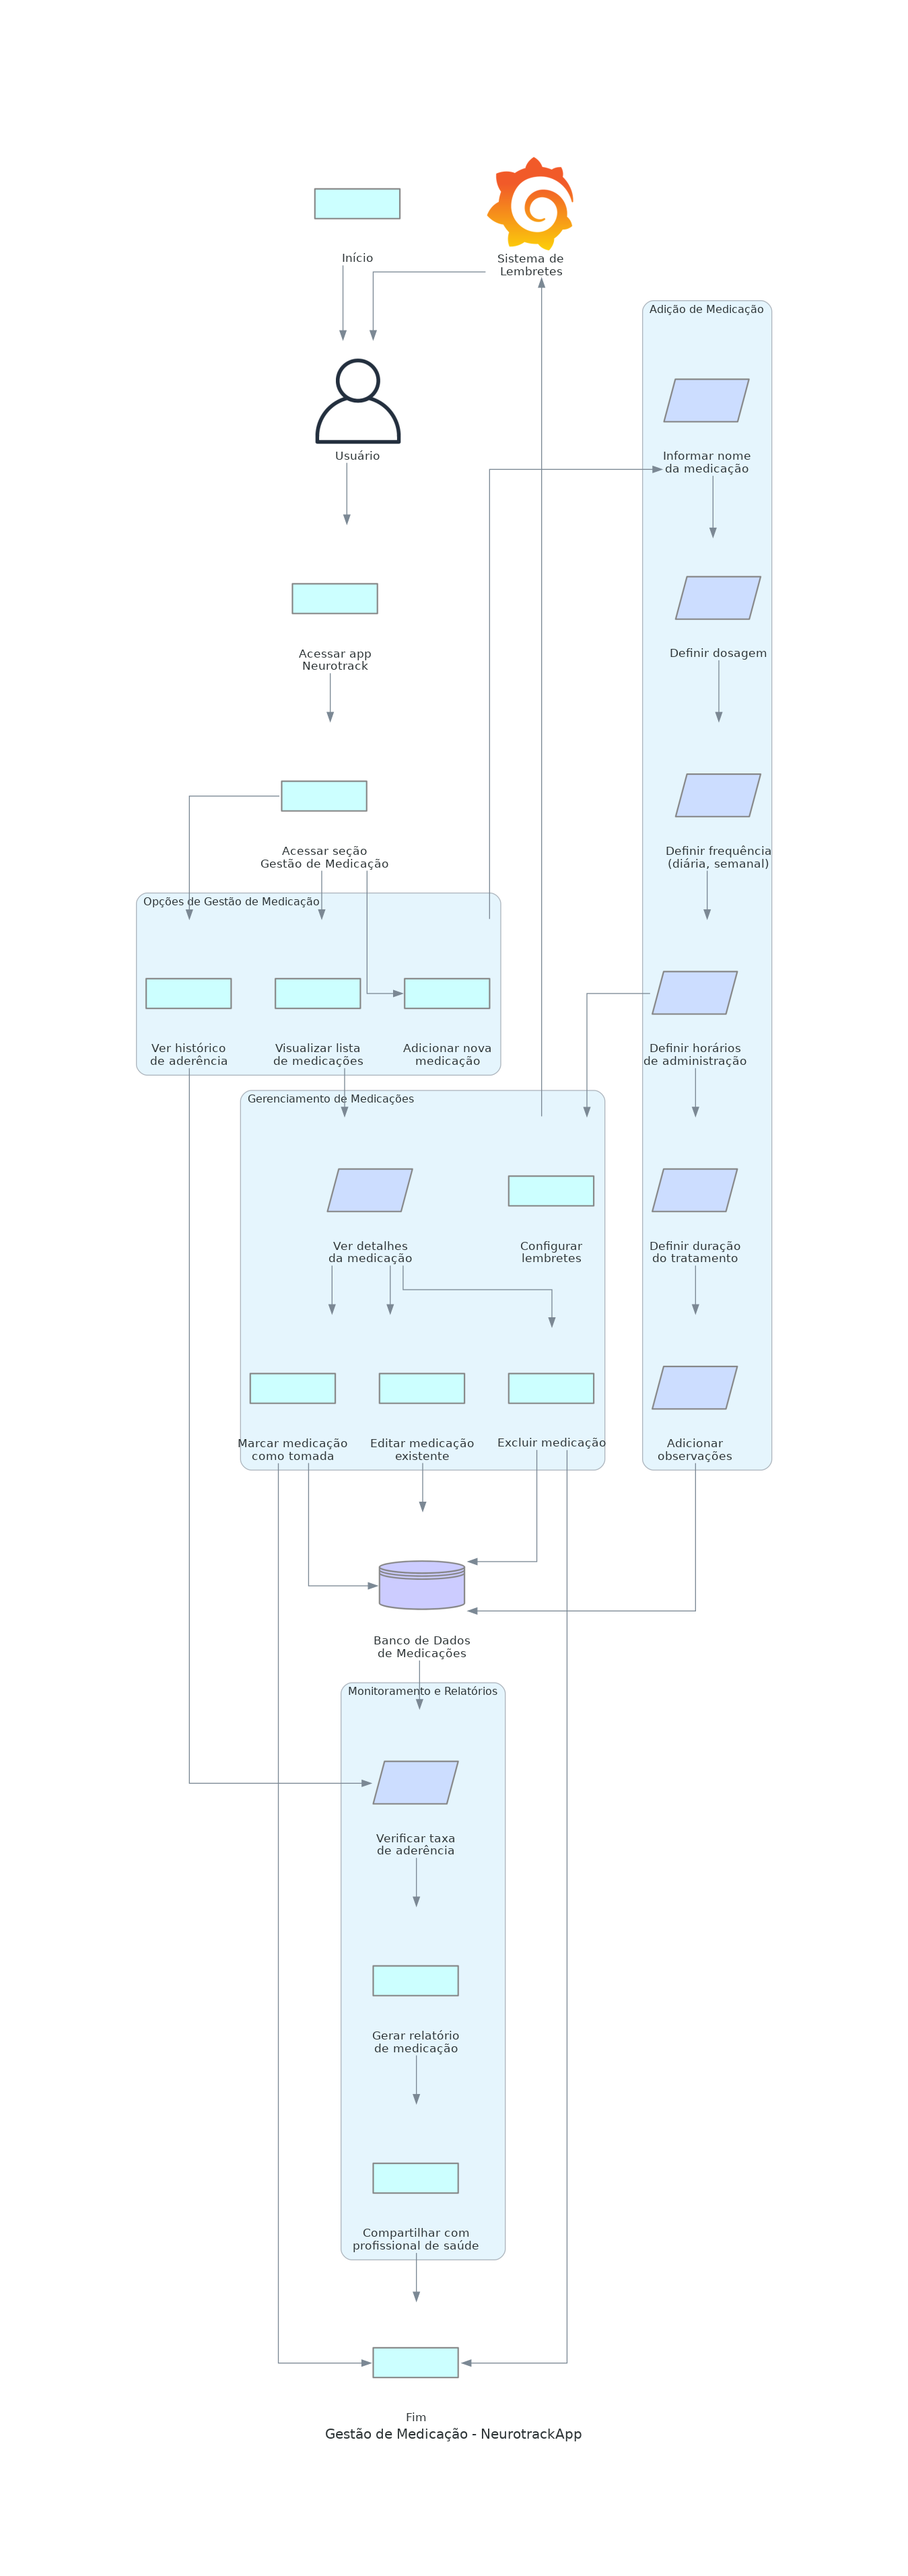 Início
Sistema de
Lembretes
Adição de Medicação
Usuário
Informar nome
da medicação
Acessar app
Neurotrack
Definir dosagem
Acessar seção
Gestão de Medicação
Definir frequência
(diária, semanal)
Opções de Gestão de Medicação
Ver histórico
de aderência
Visualizar lista
de medicações
Adicionar nova
medicação
Definir horários
de administração
Gerenciamento de Medicações
Ver detalhes
da medicação
Configurar
lembretes
Definir duração
do tratamento
Marcar medicação
como tomada
Editar medicação
existente
Excluir medicação
Adicionar
observações
Banco de Dados
de Medicações
Monitoramento e Relatórios
Verificar taxa
de aderência
Gerar relatório
de medicação
Compartilhar com
profissional de saúde
Fim
Gestão de Medicação - NeurotrackApp